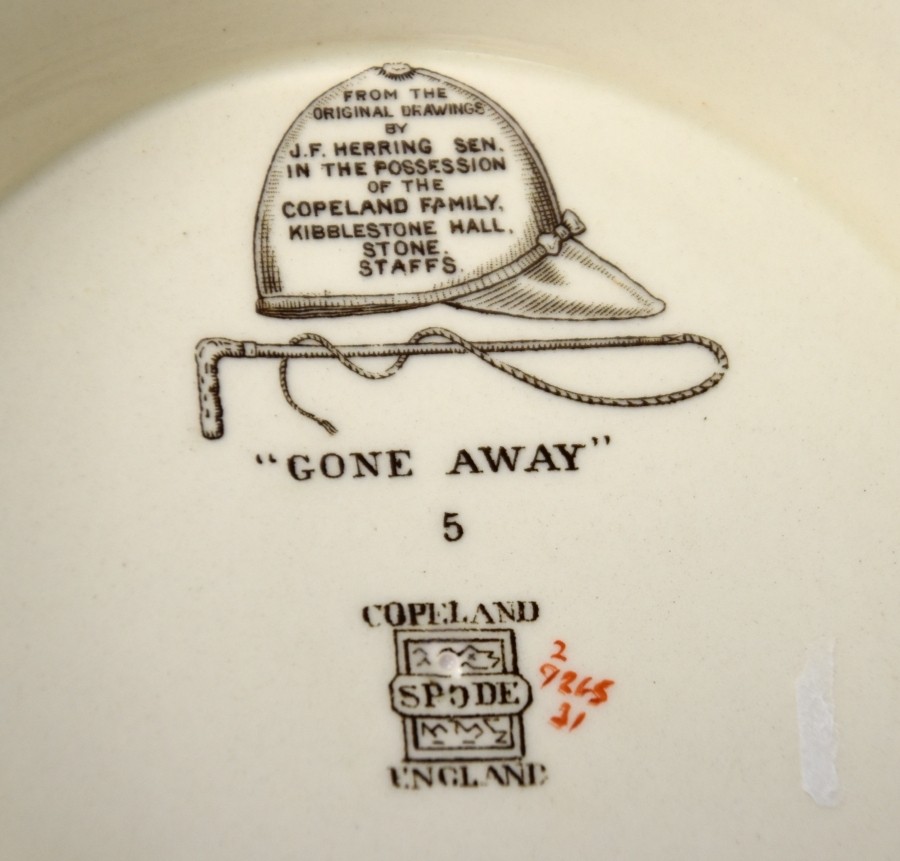 FROM THE
ORIGINAL DRAWINGS
BY
J.F. HERRING SEN.
IN THE POSSESSION
OF THE
COPELAND FAMILY.
KIBBLESTONE HALL.
STONE.
STAFFS.
"GONE AWAY"
5
COPELAND
SPODE
ENGLAND
2
9265
31